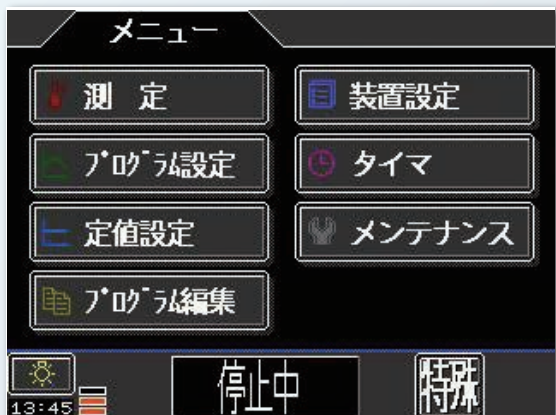 メニュー
測 定
プログラム設定
定値設定
プログラム編集
装置設定
タイマ
メンテナンス
13:45
停止中
特殊